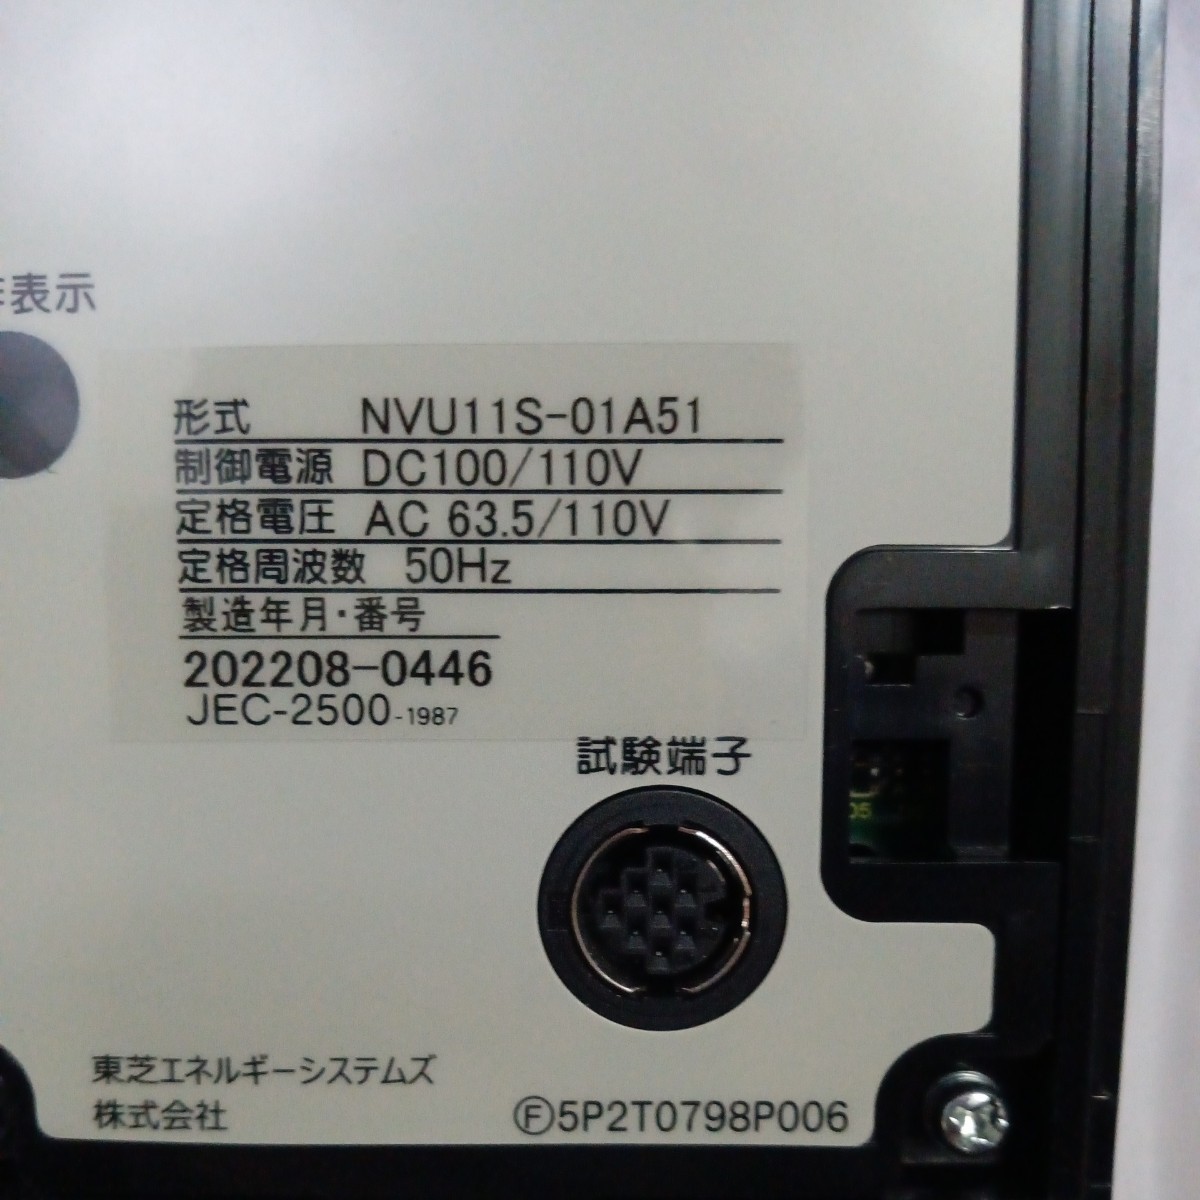 表示
形式 NVU11S-01A51
制御電源 DC100/110V
定格電圧 AC 63.5/110V
定格周波数 50Hz
製造年月・番号
202208-0446
JEC-2500-1987
試験端子
05
東芝エネルギーシステムズ
株式会社
Ⓕ5P2T0798P006